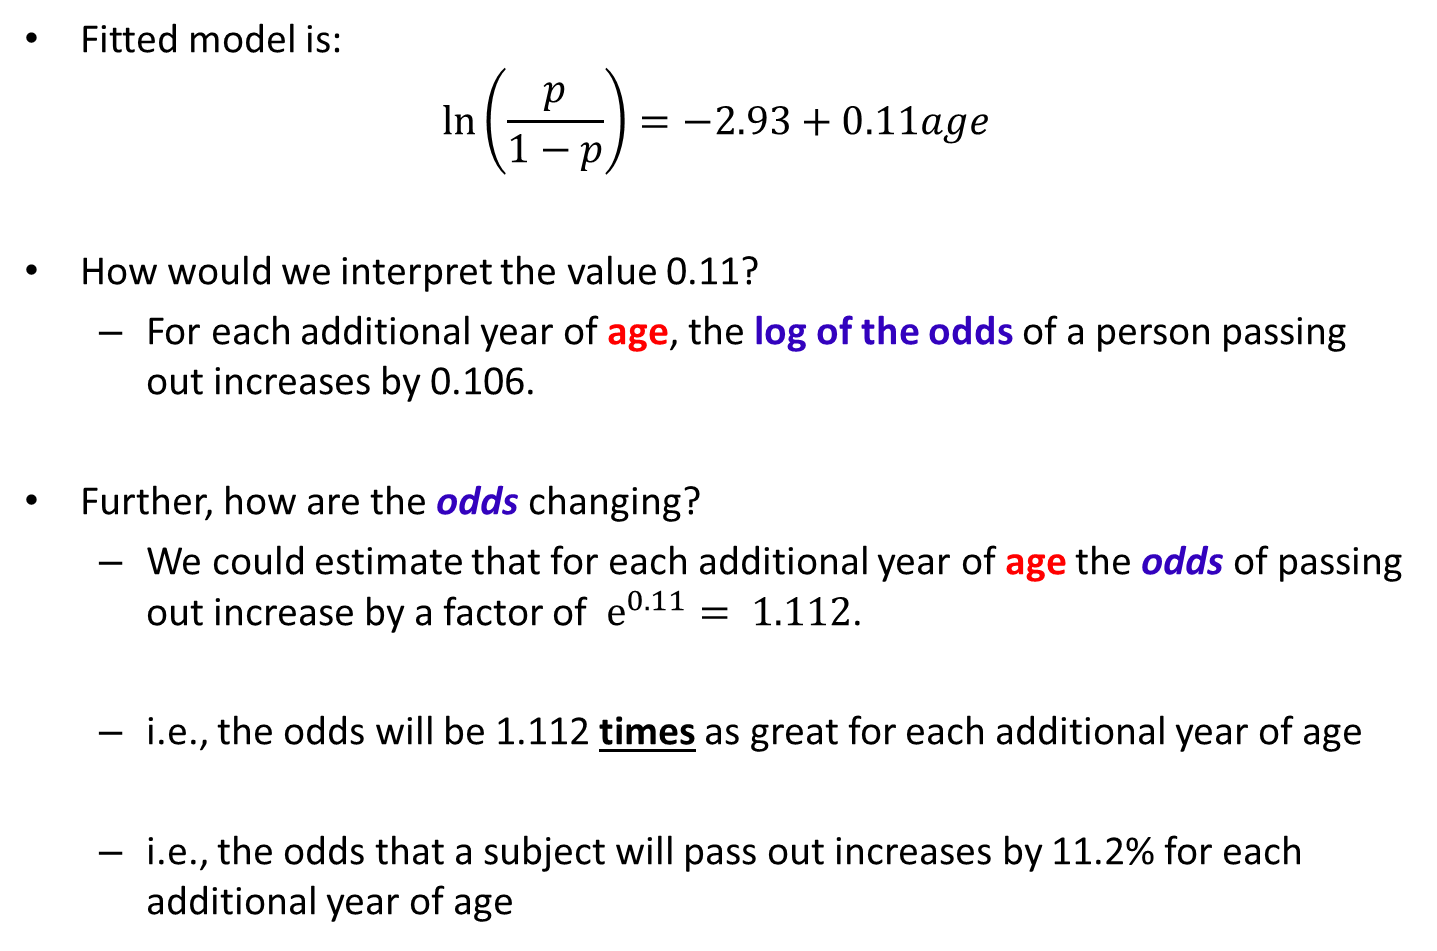 • Fitted model is:
ln(p/(1 − p)) = −2.93 + 0.11age
• How would we interpret the value 0.11?
– For each additional year of age, the log of the odds of a person passing
out increases by 0.106.
• Further, how are the odds changing?
– We could estimate that for each additional year of age the odds of passing
out increase by a factor of e^0.11 = 1.112.
– i.e., the odds will be 1.112 times as great for each additional year of age
– i.e., the odds that a subject will pass out increases by 11.2% for each
additional year of age